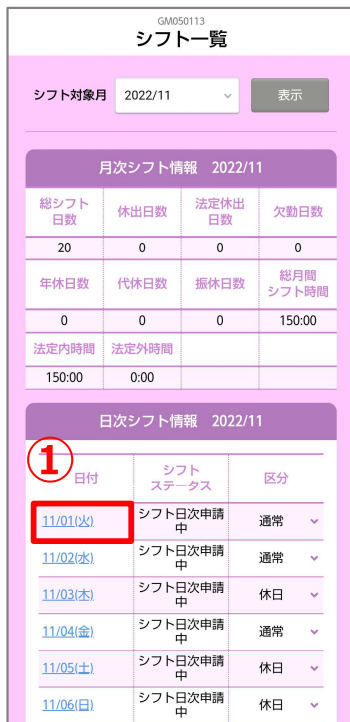 GM050113
シフト一覧
シフト対象月 2022/11 表示
月次シフト情報 2022/11
総シフト日数 休出日数 法定休出日数 欠勤日数
20 0 0 0
年休日数 代休日数 振休日数 総月間シフト時間
0 0 0 150:00
法定内時間 法定外時間
150:00 0:00
日次シフト情報 2022/11
①
日付 シフトステータス 区分
11/01(火) シフト日次申請中 通常
11/02(水) シフト日次申請中 通常
11/03(木) シフト日次申請中 休日
11/04(金) シフト日次申請中 通常
11/05(土) シフト日次申請中 休日
11/06(日) シフト日次申請中 休日